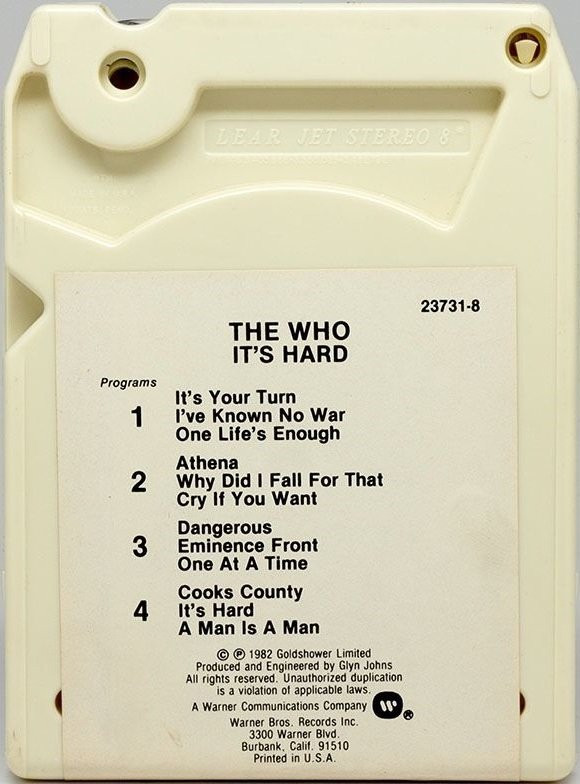 LEAR JET STEREO 8®
23731-8
THE WHO
IT'S HARD
Programs
1
It's Your Turn
I've Known No War
One Life's Enough
2
Athena
Why Did I Fall For That
Cry If You Want
3
Dangerous
Eminence Front
One At A Time
4
Cooks County
It's Hard
A Man Is A Man
© ℗ 1982 Goldshower Limited
Produced and Engineered by Glyn Johns
All rights reserved. Unauthorized duplication
is a violation of applicable laws.
A Warner Communications Company W ®
Warner Bros. Records Inc.
3300 Warner Blvd.
Burbank, Calif. 91510
Printed in U.S.A.